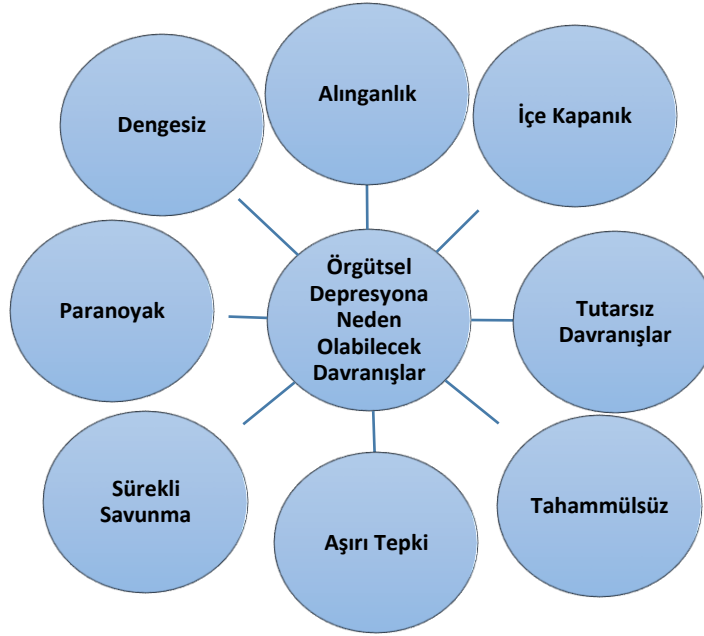 Alınganlık
İçe Kapanık
Dengesiz
Örgütsel
Depresyona
Neden
Olabilecek
Davranışlar
Paranoyak
Tutarsız
Davranışlar
Sürekli
Savunma
Tahammülsüz
Aşırı Tepki